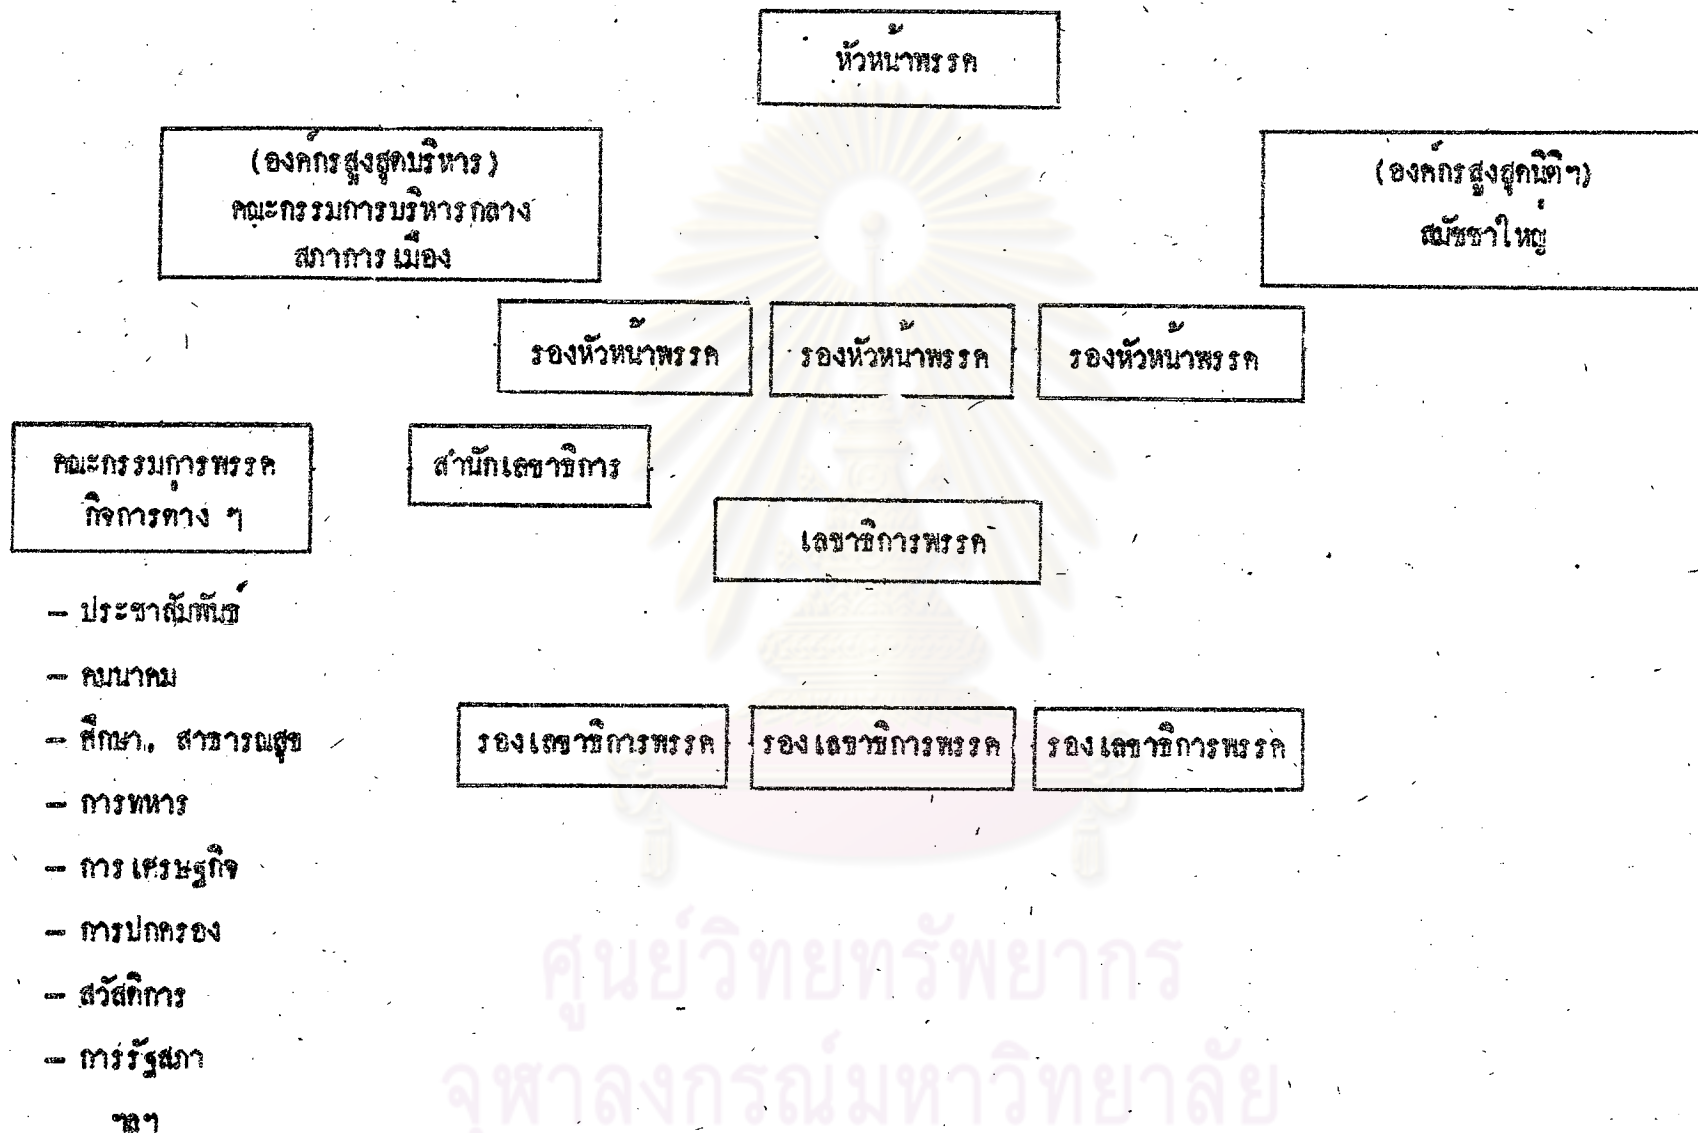 หัวหน้าพรรค
(องค์กรสูงสุดบริหาร)
คณะกรรมการบริหารกลาง
สภาการเมือง
(องค์กรสูงสุดนิติฯ)
สมัชชาใหญ่
รองหัวหน้าพรรค
รองหัวหน้าพรรค
รองหัวหน้าพรรค
คณะกรรมการพรรค
กิจการต่าง ๆ
สำนักเลขาธิการ
เลขาธิการพรรค
- ประชาสัมพันธ์
- คมนาคม
- ศึกษา, สาธารณสุข
- การทหาร
- การเศรษฐกิจ
- การปกครอง
- สวัสดิการ
- การรัฐสภา
ฯลฯ
รองเลขาธิการพรรค
รองเลขาธิการพรรค
รองเลขาธิการพรรค
ศูนย์วิทยทรัพยากร
จุฬาลงกรณ์มหาวิทยาลัย